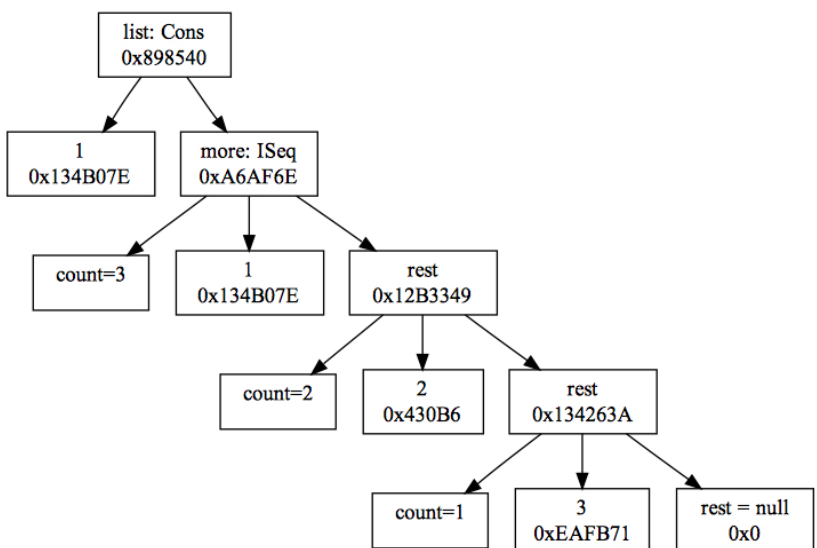 list: Cons
0x898540
1
0x134B07E
more: ISeq
0xA6AF6E
count=3
1
0x134B07E
rest
0x12B3349
count=2
2
0x430B6
rest
0x134263A
count=1
3
0xEAFB71
rest = null
0x0